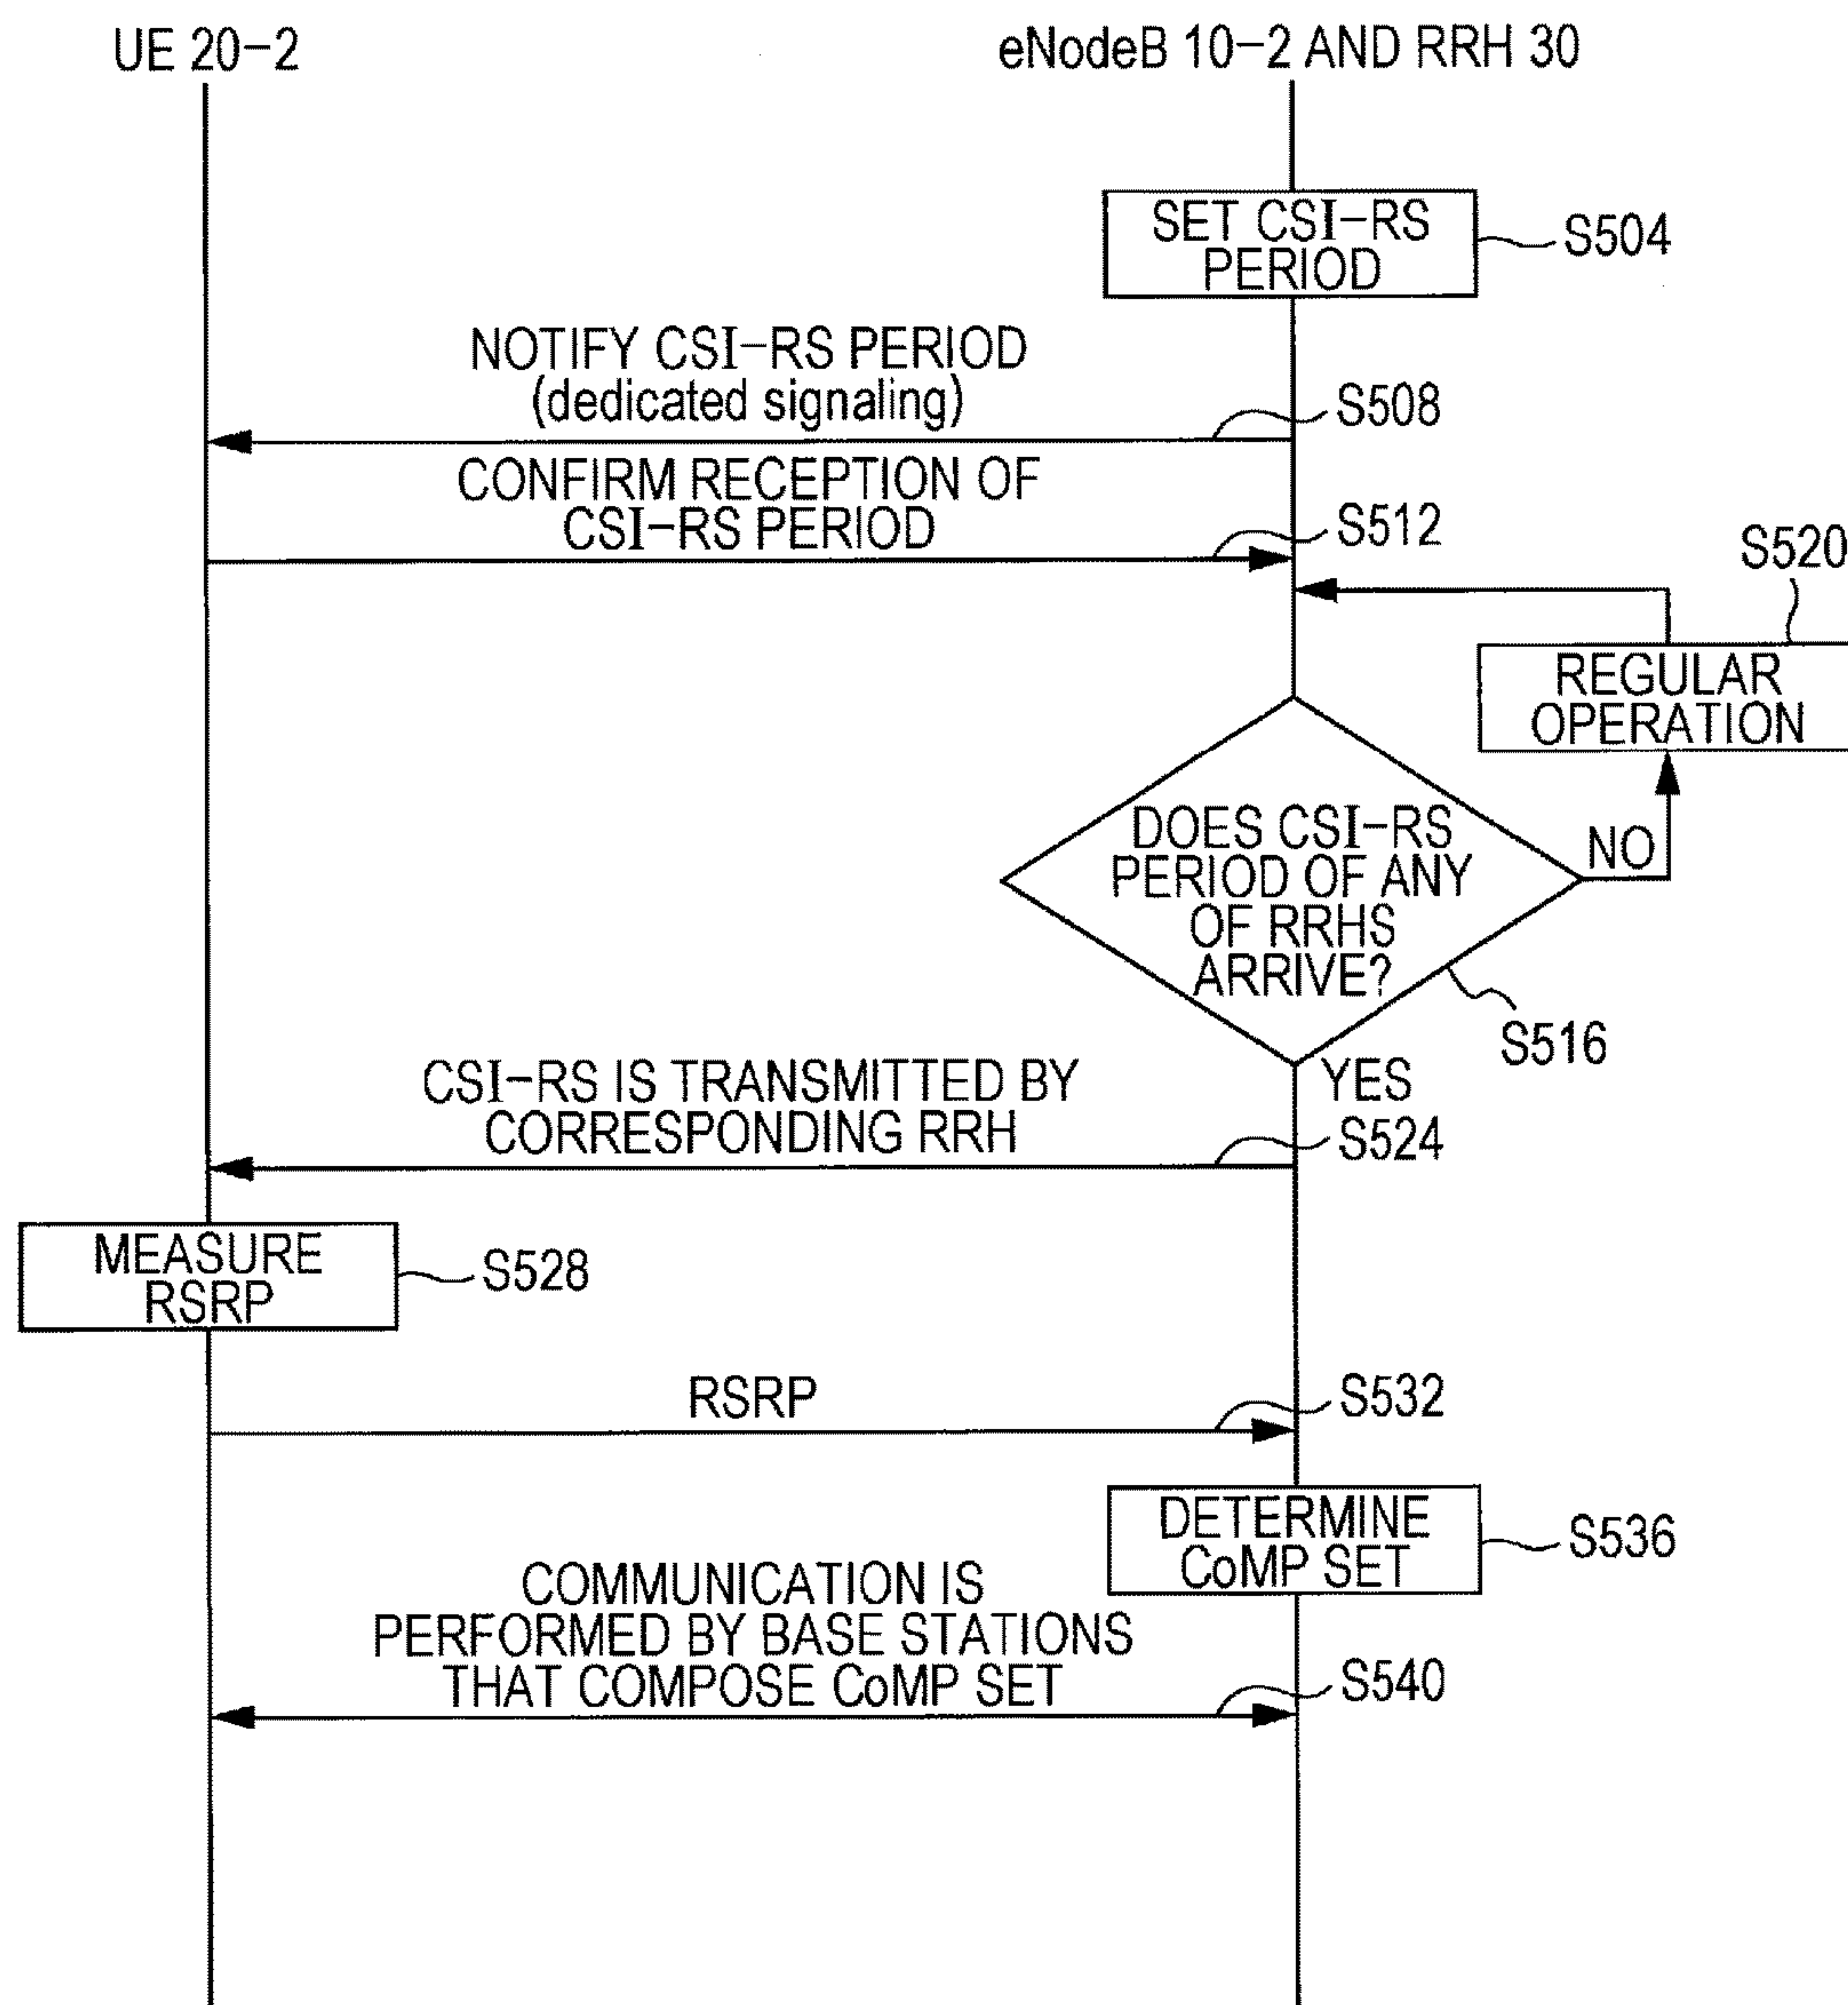 UE 20-2
eNodeB 10-2 AND RRH 30
SET CSI-RS
PERIOD
S504
NOTIFY CSI-RS PERIOD
(dedicated signaling)
S508
CONFIRM RECEPTION OF
CSI-RS PERIOD
S512
S520
REGULAR
OPERATION
DOES CSI-RS
PERIOD OF ANY
OF RRHS
ARRIVE?
NO
S516
YES
CSI-RS IS TRANSMITTED BY
CORRESPONDING RRH
S524
MEASURE
RSRP
S528
RSRP
S532
DETERMINE
CoMP SET
S536
COMMUNICATION IS
PERFORMED BY BASE STATIONS
THAT COMPOSE CoMP SET
S540